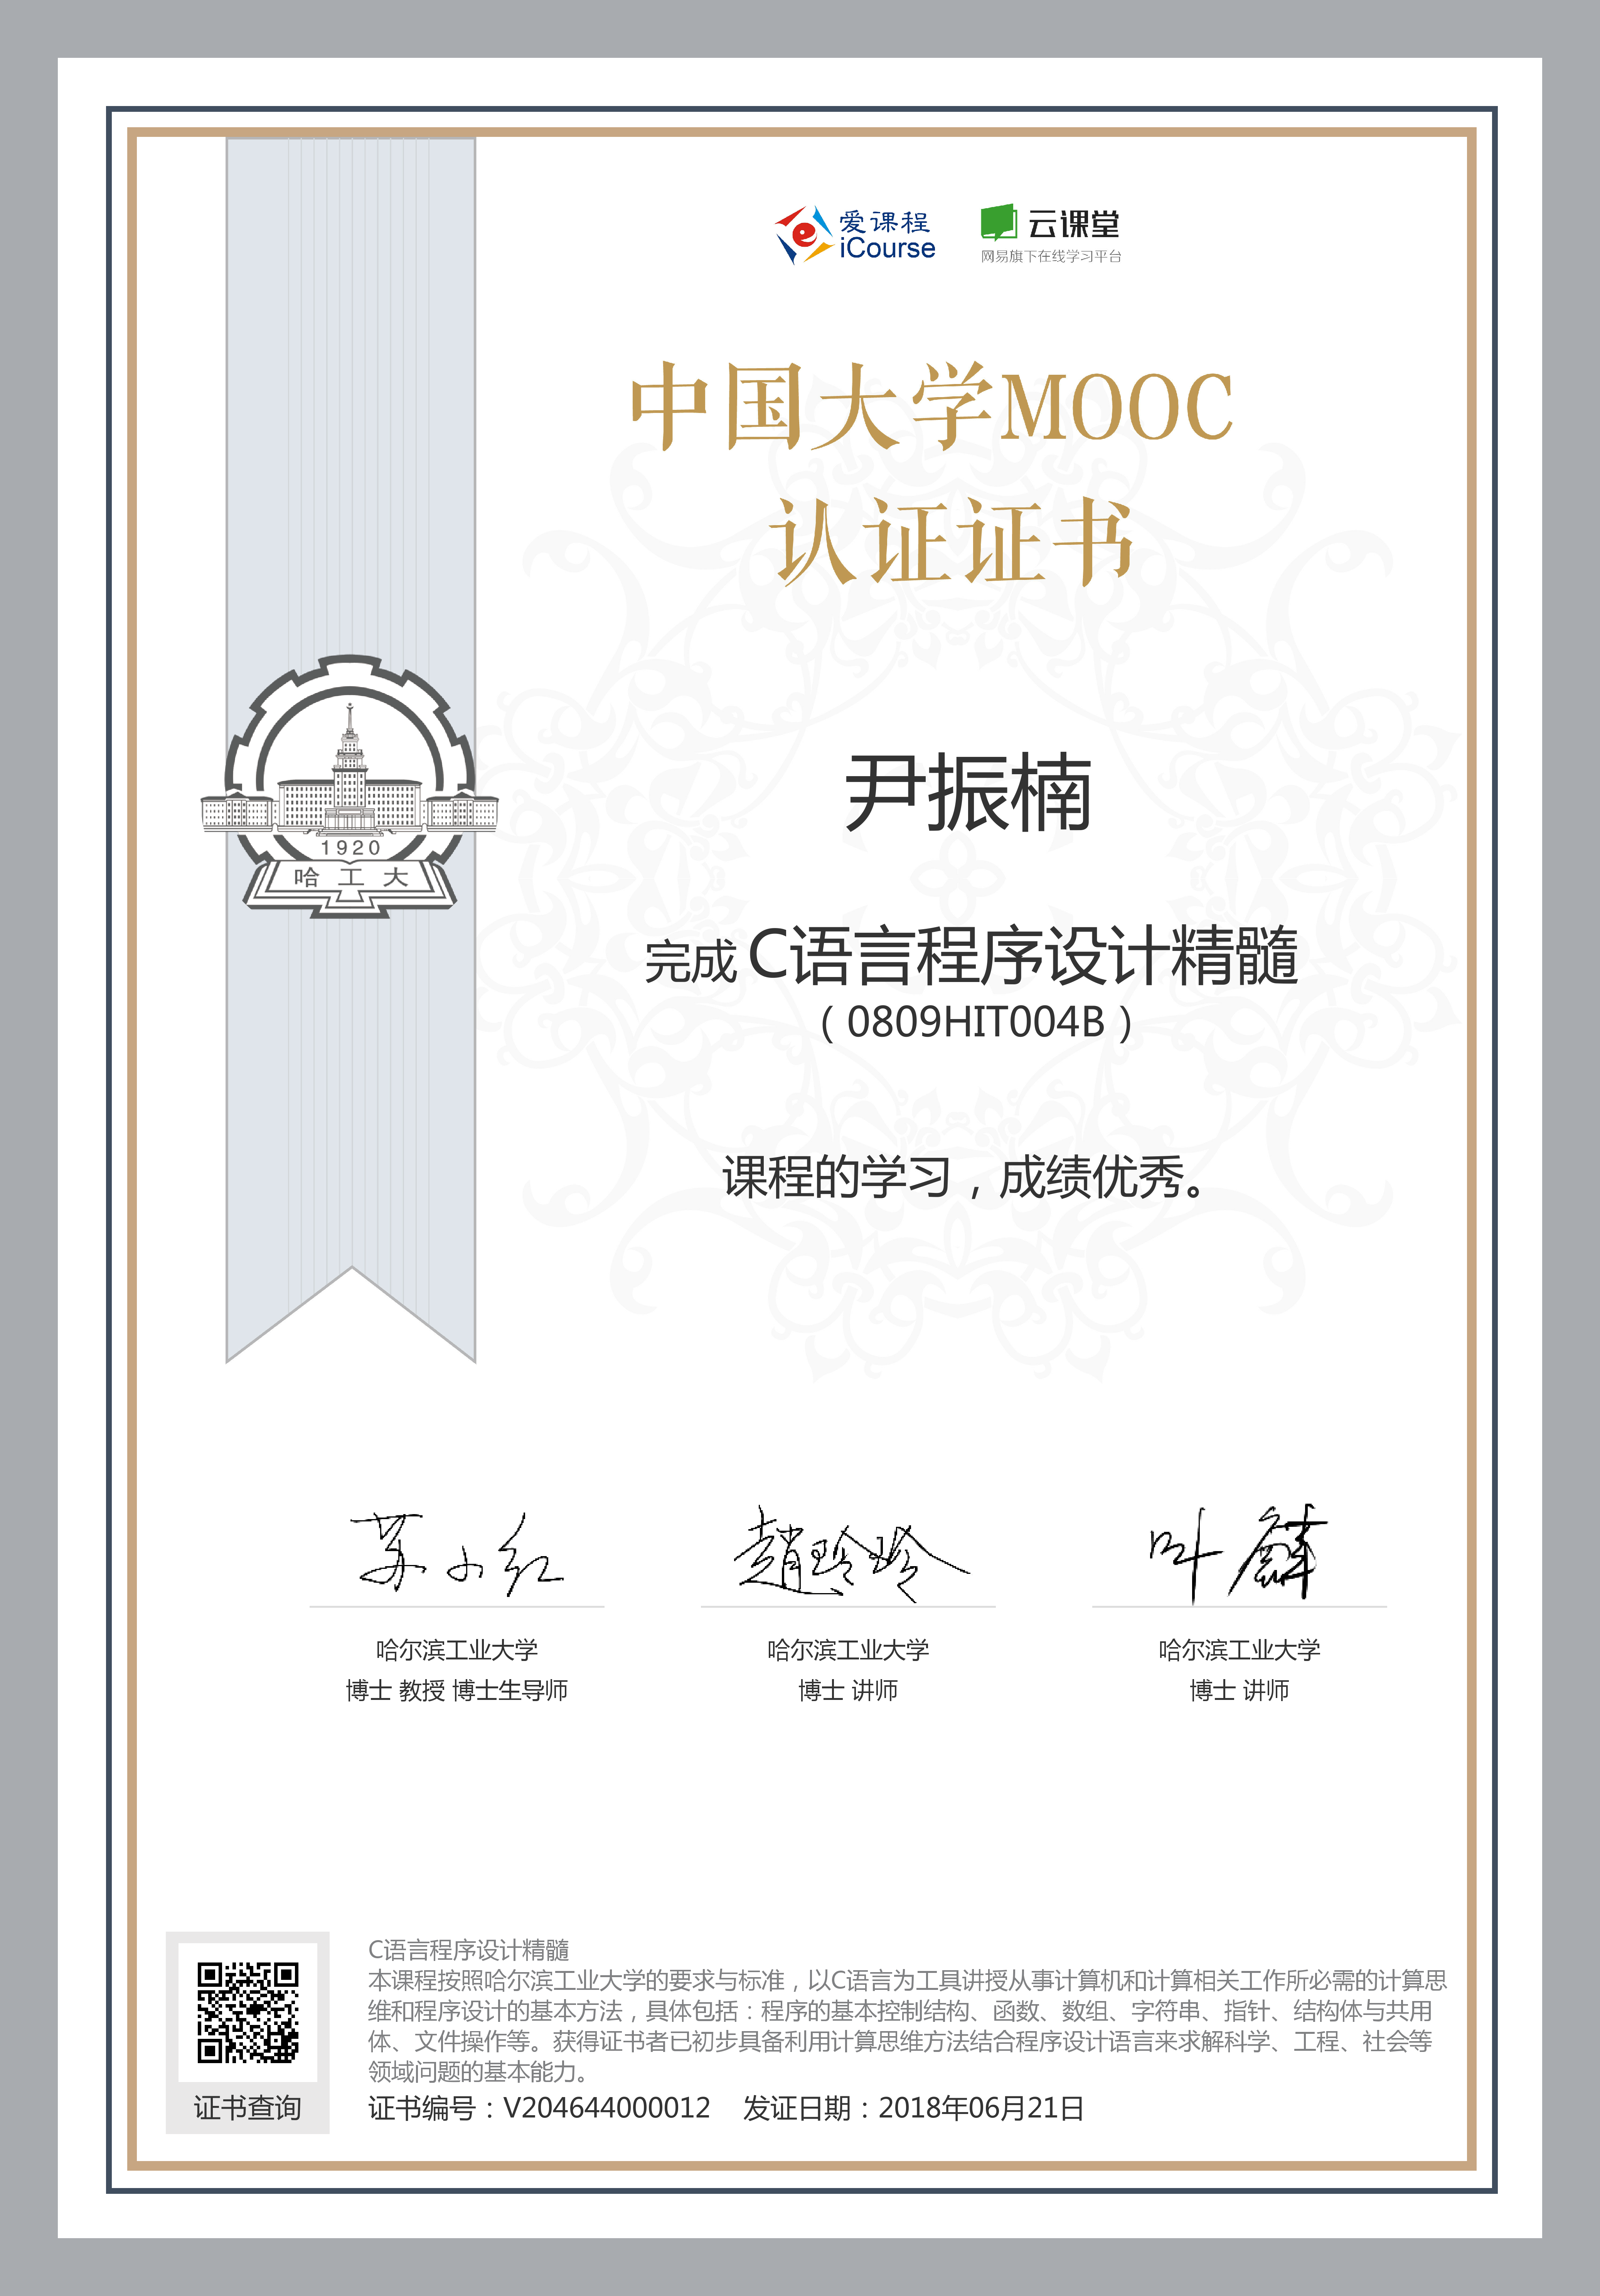 爱课程
iCourse
云课堂
网易旗下在线学习平台
中国大学MOOC
认证证书
1920
哈工大
尹振楠
完成 C语言程序设计精髓
（0809HIT004B）
课程的学习，成绩优秀。
苏小红
趙玲玲
叶麟
哈尔滨工业大学
博士 教授 博士生导师
哈尔滨工业大学
博士 讲师
哈尔滨工业大学
博士 讲师
C语言程序设计精髓
本课程按照哈尔滨工业大学的要求与标准，以C语言为工具讲授从事计算机和计算相关工作所必需的计算思
维和程序设计的基本方法，具体包括：程序的基本控制结构、函数、数组、字符串、指针、结构体与共用
体、文件操作等。获得证书者已初步具备利用计算思维方法结合程序设计语言来求解科学、工程、社会等
领域问题的基本能力。
证书编号：V204644000012 发证日期：2018年06月21日
证书查询